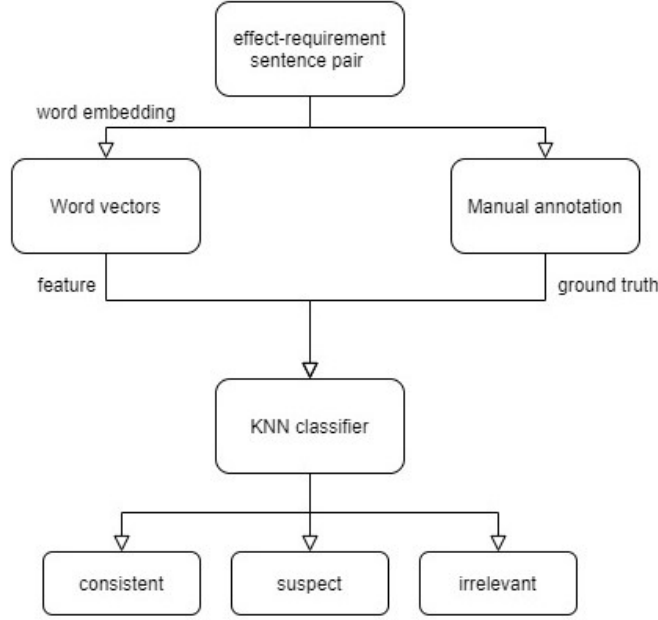 effect-requirement
sentence pair
word embedding
Word vectors
Manual annotation
feature
ground truth
KNN classifier
consistent
suspect
irrelevant